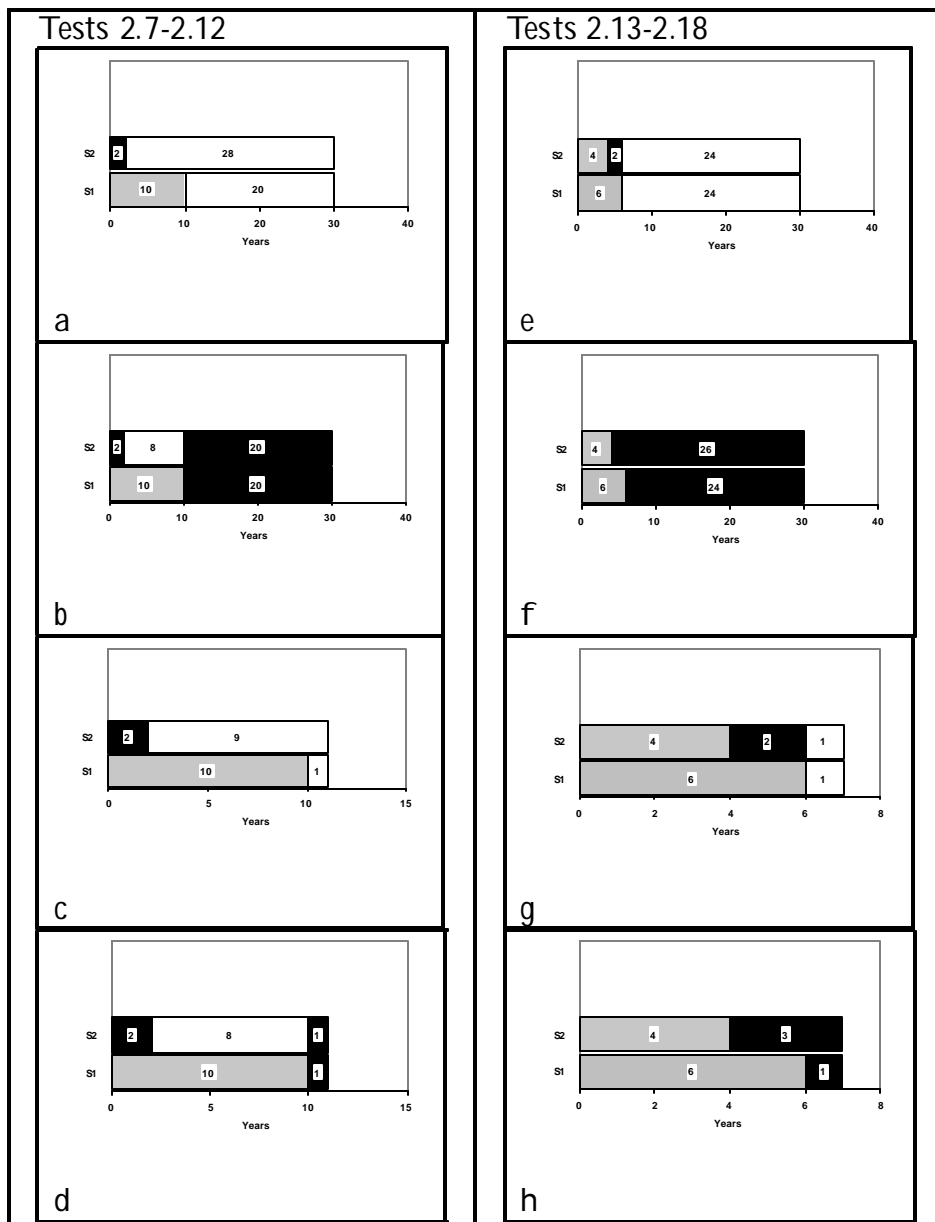 Tests 2.7-2.12
S2 2 28
S1 10 20
0 10 20 30 40
Years
a
S2 2 8 20
S1 10 20
0 10 20 30 40
Years
b
S2 2 9
S1 10 1
0 5 10 15
Years
c
S2 2 8 1
S1 10 1
0 5 10 15
Years
d
Tests 2.13-2.18
S2 4 2 24
S1 6 24
0 10 20 30 40
Years
e
S2 4 26
S1 6 24
0 10 20 30 40
Years
f
S2 4 2 1
S1 6 1
0 2 4 6 8
Years
g
S2 4 3
S1 6 1
0 2 4 6 8
Years
h